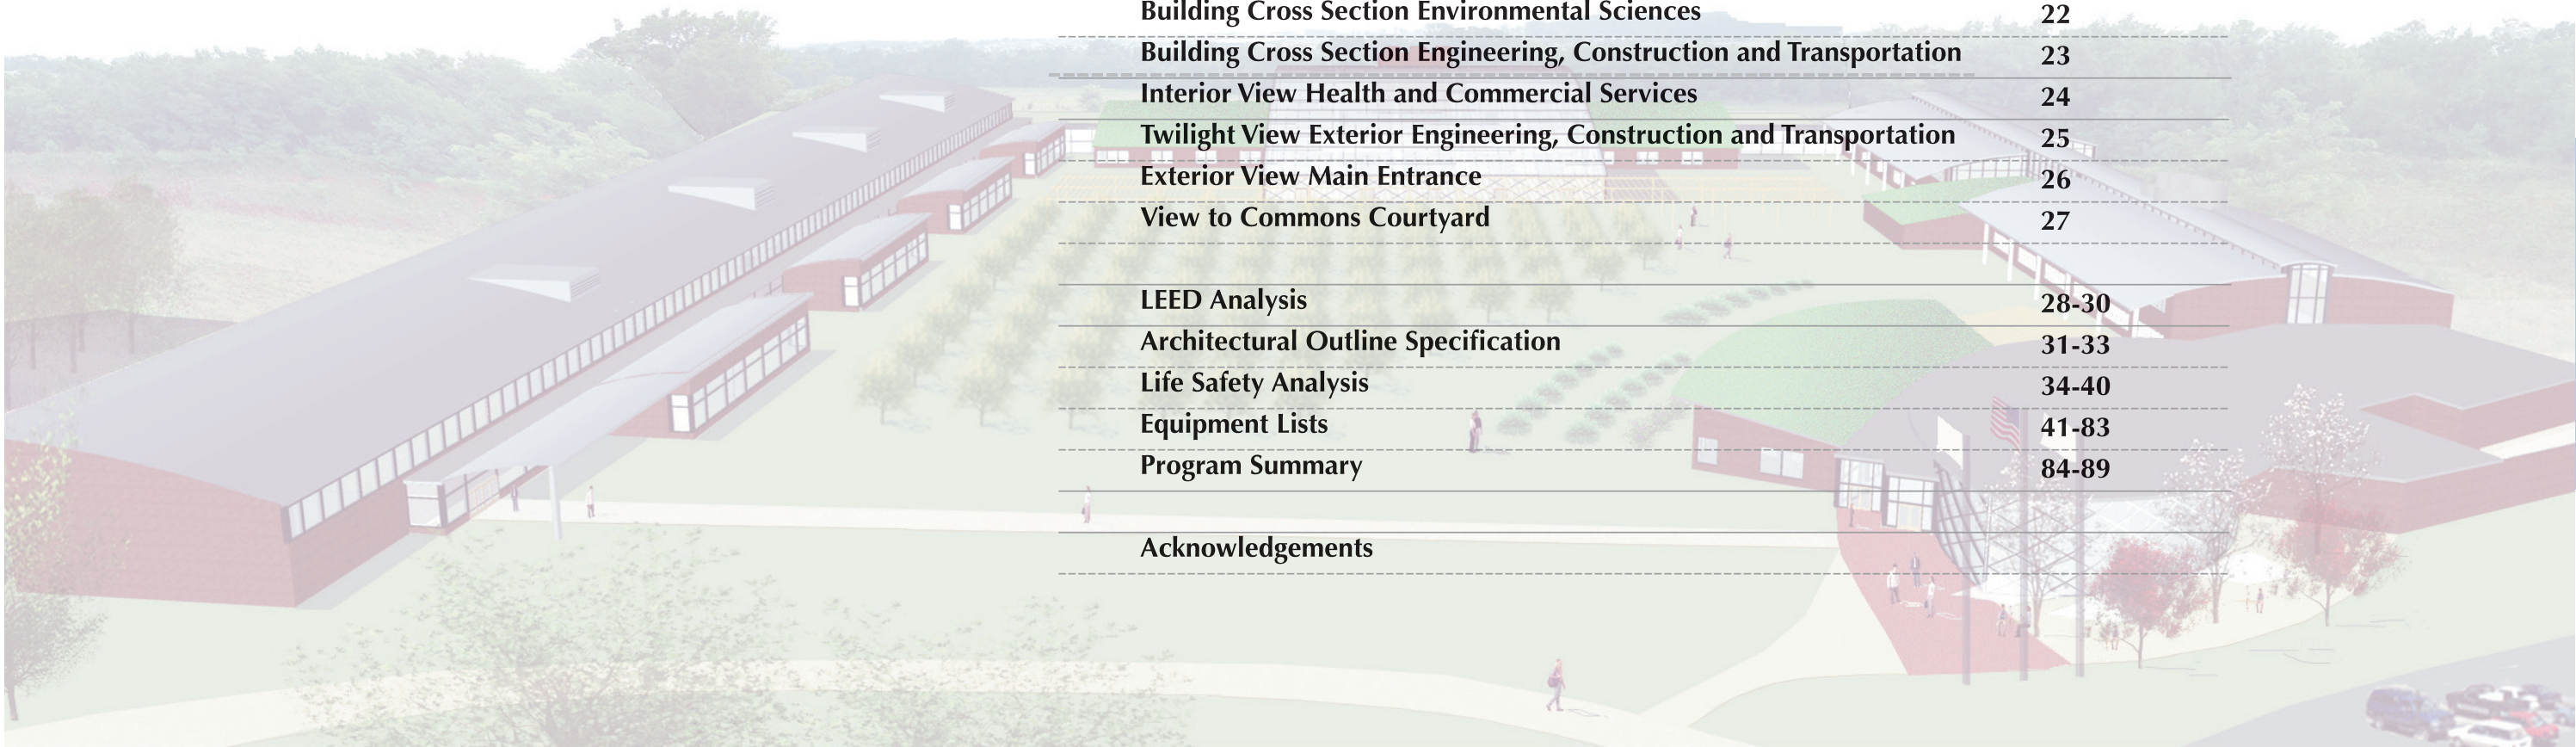 Building Cross Section Environmental Sciences 22
Building Cross Section Engineering, Construction and Transportation 23
Interior View Health and Commercial Services 24
Twilight View Exterior Engineering, Construction and Transportation 25
Exterior View Main Entrance 26
View to Commons Courtyard 27
LEED Analysis 28-30
Architectural Outline Specification 31-33
Life Safety Analysis 34-40
Equipment Lists 41-83
Program Summary 84-89
Acknowledgements